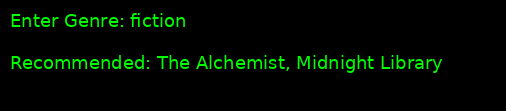 Enter Genre: fiction
Recommended: The Alchemist, Midnight Library